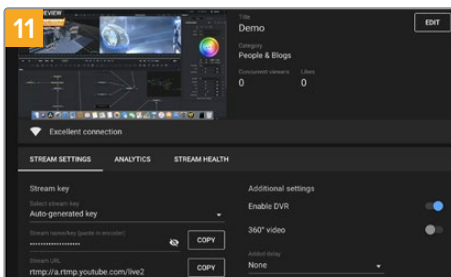 11
PREVIEW
Title
Demo
EDIT
Category
People & Blogs
Concurrent viewers Likes
0 0
Excellent connection
STREAM SETTINGS ANALYTICS STREAM HEALTH
Stream key
Additional settings
Select stream key
Auto-generated key
Enable DVR
Stream name/key (paste in encoder)
•••••••••••••••••••
COPY
360° video
Stream URL
rtmp://a.rtmp.youtube.com/live2
COPY
Added delay
None